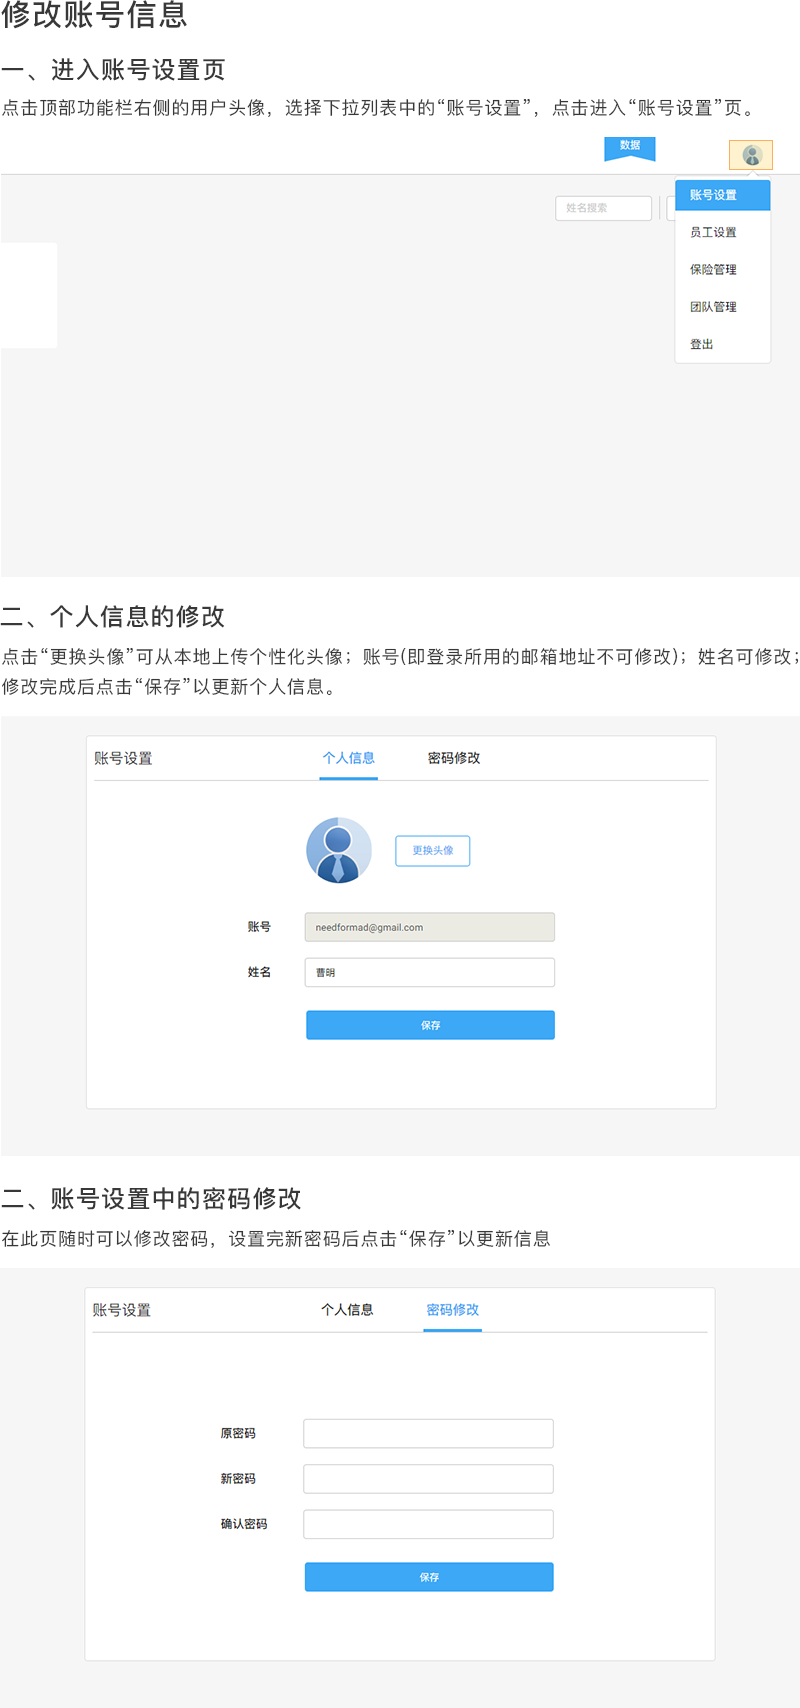 修改账号信息
一、进入账号设置页
点击顶部功能栏右侧的用户头像，选择下拉列表中的“账号设置”，点击进入“账号设置”页。
数据
账号设置
姓名搜索
员工设置
保险管理
团队管理
登出
二、个人信息的修改
点击“更换头像”可从本地上传个性化头像；账号(即登录所用的邮箱地址不可修改)；姓名可修改；
修改完成后点击“保存”以更新个人信息。
账号设置 个人信息 密码修改
更换头像
账号 needformad@gmail.com
姓名 曹明
保存
二、账号设置中的密码修改
在此页随时可以修改密码，设置完新密码后点击“保存”以更新信息
账号设置 个人信息 密码修改
原密码
新密码
确认密码
保存